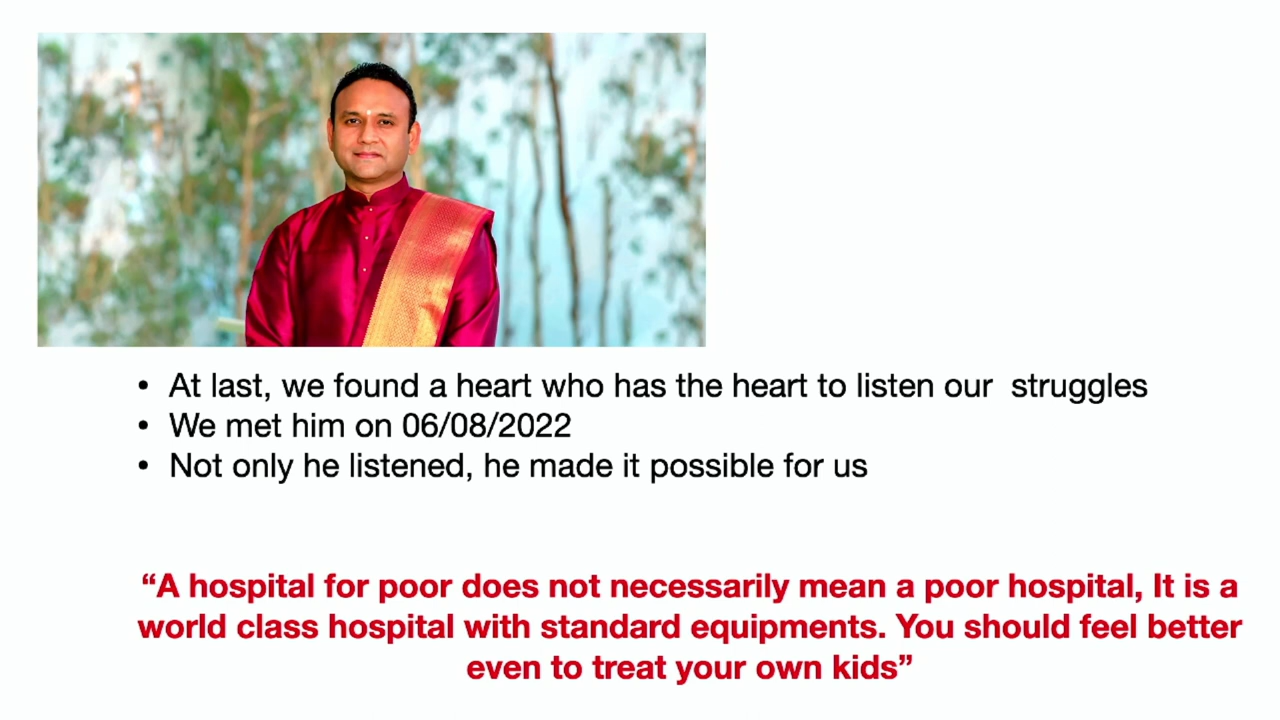 • At last, we found a heart who has the heart to listen our  struggles
• We met him on 06/08/2022
• Not only he listened, he made it possible for us
“A hospital for poor does not necessarily mean a poor hospital, It is a
world class hospital with standard equipments. You should feel better
even to treat your own kids”